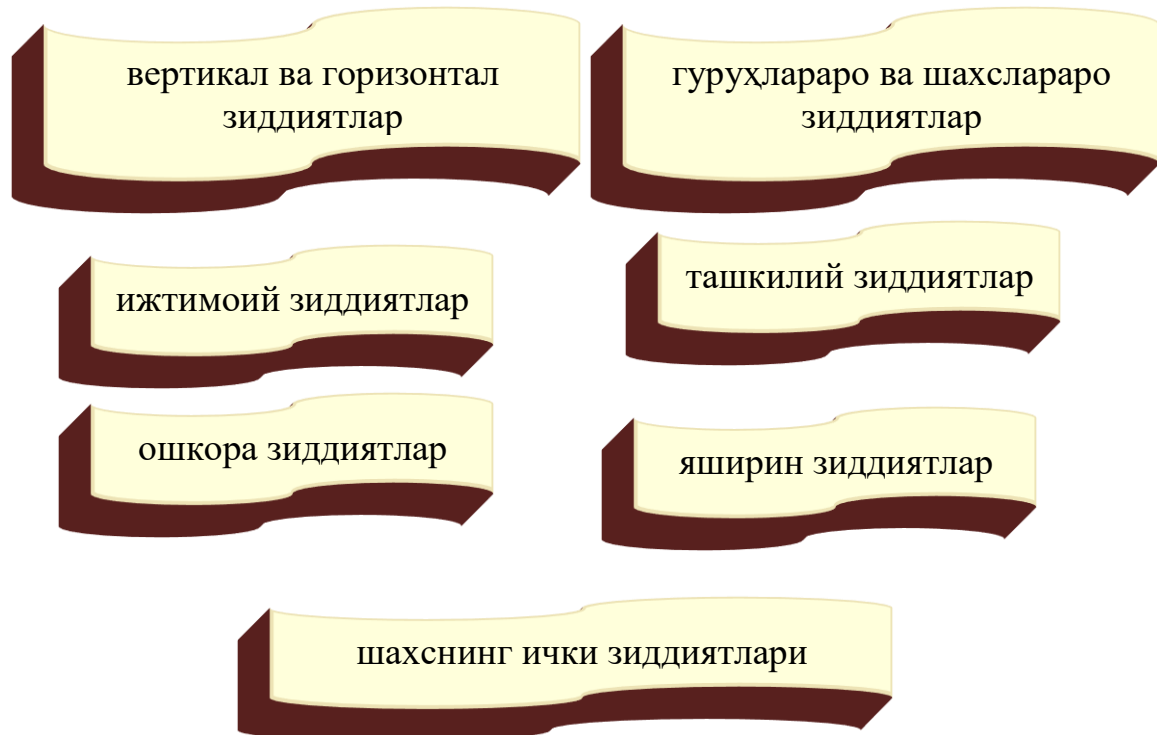 вертикал ва горизонтал
зиддиятлар
гуруҳлараро ва шахслараро
зиддиятлар
ижтимоий зиддиятлар
ташкилий зиддиятлар
ошкора зиддиятлар
яширин зиддиятлар
шахснинг ички зиддиятлари